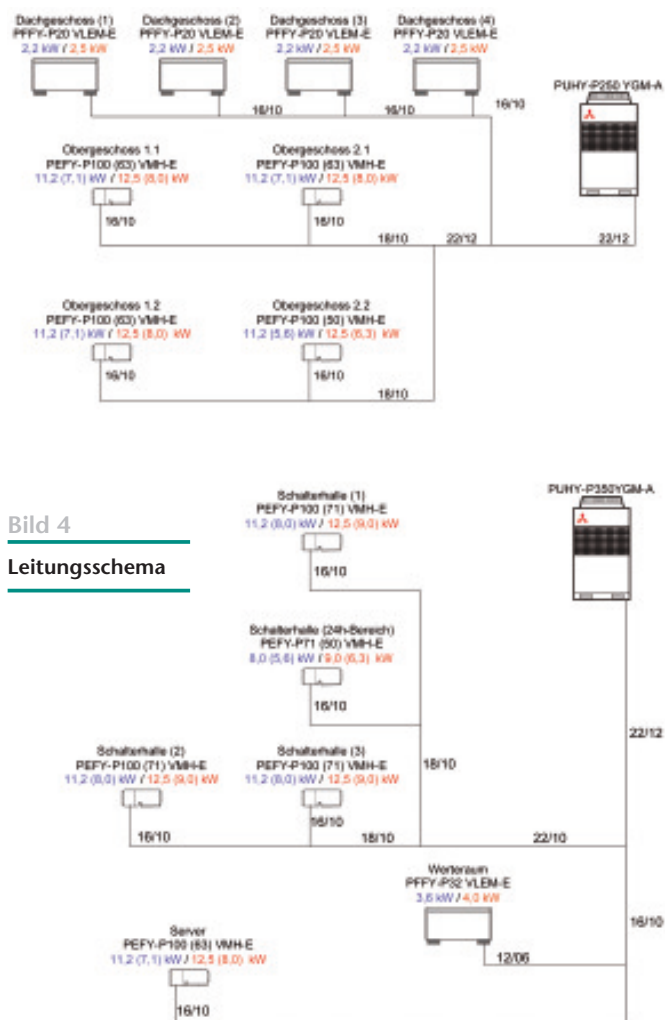 Dachgeschoss (1)
PFFY-P20 VLEM-E
2,2 kW / 2,5 kW
Dachgeschoss (2)
PFFY-P20 VLEM-E
2,2 kW / 2,5 kW
Dachgeschoss (3)
PFFY-P20 VLEM-E
2,2 kW / 2,5 kW
Dachgeschoss (4)
PFFY-P20 VLEM-E
2,2 kW / 2,5 kW
PUHY-P250 YGM-A
16/10
16/10
16/10
16/10
Obergeschoss 1.1
PEFY-P100 (63) VMH-E
11,2 (7,1) kW / 12,5 (8,0) kW
16/10
Obergeschoss 2.1
PEFY-P100 (63) VMH-E
11,2 (7,1) kW / 12,5 (8,0) kW
16/10
18/10
22/12
22/12
Obergeschoss 1.2
PEFY-P100 (63) VMH-E
11,2 (7,1) kW / 12,5 (8,0) kW
16/10
Obergeschoss 2.2
PEFY-P100 (50) VMH-E
11,2 (5,6) kW / 12,5 (6,3) kW
16/10
18/10
Bild 4
Leitungsschema
Schalterhalle (1)
PEFY-P100 (71) VMH-E
11,2 (8,0) kW / 12,5 (9,0) kW
16/10
PUHY-P350YGM-A
Schalterhalle (24h-Bereich)
PEFY-P71 (50) VMH-E
8,0 (5,6) kW / 9,0 (6,3) kW
16/10
22/12
18/10
Schalterhalle (2)
PEFY-P100 (71) VMH-E
11,2 (8,0) kW / 12,5 (9,0) kW
16/10
Schalterhalle (3)
PEFY-P100 (71) VMH-E
11,2 (8,0) kW / 12,5 (9,0) kW
16/10
18/10
22/10
Werteraum
PFFY-P32 VLEM-E
3,6 kW / 4,0 kW
12/06
16/10
Server
PEFY-P100 (63) VMH-E
11,2 (7,1) kW / 12,5 (8,0) kW
16/10